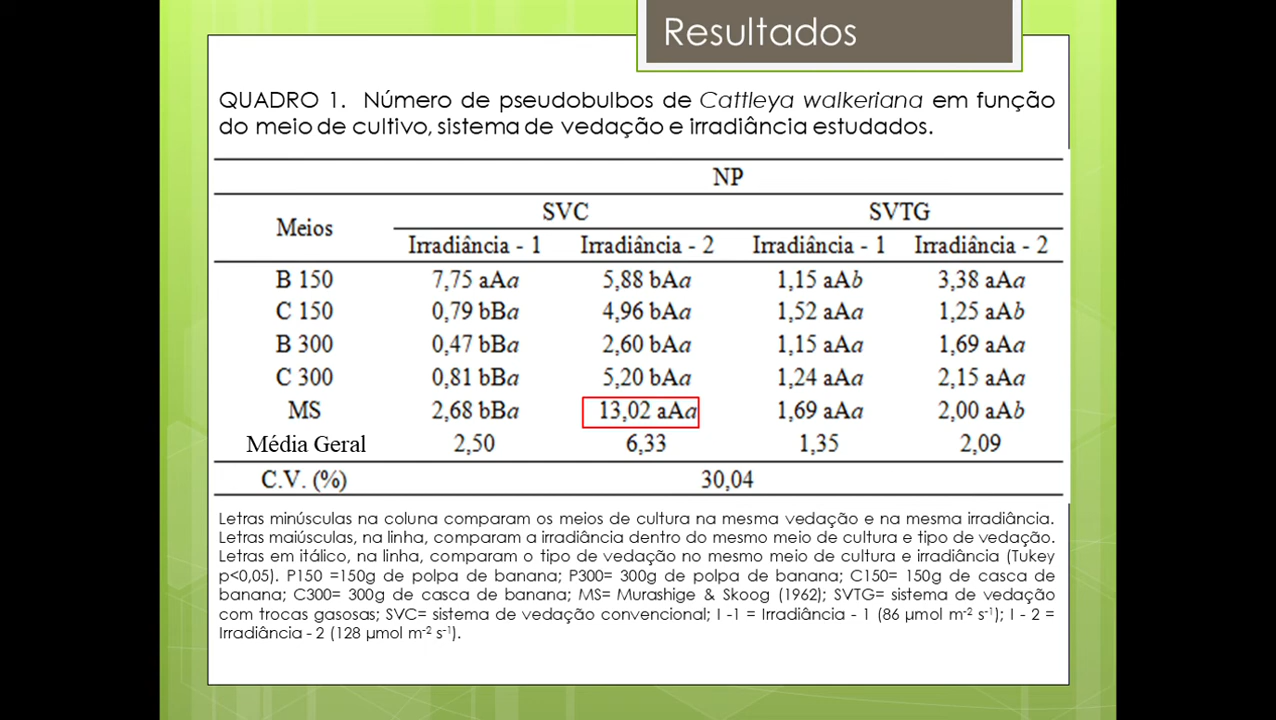 Resultados
QUADRO 1. Número de pseudobulbos de Cattleya walkeriana em função
do meio de cultivo, sistema de vedação e irradiância estudados.
NP
Meios SVC SVTG
Irradiância - 1 Irradiância - 2 Irradiância - 1 Irradiância - 2
B 150 7,75 aAa 5,88 bAa 1,15 aAb 3,38 aAa
C 150 0,79 bBa 4,96 bAa 1,52 aAa 1,25 aAb
B 300 0,47 bBa 2,60 bAa 1,15 aAa 1,69 aAa
C 300 0,81 bBa 5,20 bAa 1,24 aAa 2,15 aAa
MS 2,68 bBa 13,02 aAa 1,69 aAa 2,00 aAb
Média Geral 2,50 6,33 1,35 2,09
C.V. (%) 30,04
Letras minúsculas na coluna comparam os meios de cultura na mesma vedação e na mesma irradiância.
Letras maiúsculas, na linha, comparam a irradiância dentro do mesmo meio de cultura e tipo de vedação.
Letras em itálico, na linha, comparam o tipo de vedação no mesmo meio de cultura e irradiância (Tukey
p<0,05). P150 =150g de polpa de banana; P300= 300g de polpa de banana; C150= 150g de casca de
banana; C300= 300g de casca de banana; MS= Murashige & Skoog (1962); SVTG= sistema de vedação
com trocas gasosas; SVC= sistema de vedação convencional; I -1 = Irradiância - 1 (86 µmol m⁻² s⁻¹); I - 2 =
Irradiância - 2 (128 µmol m⁻² s⁻¹).